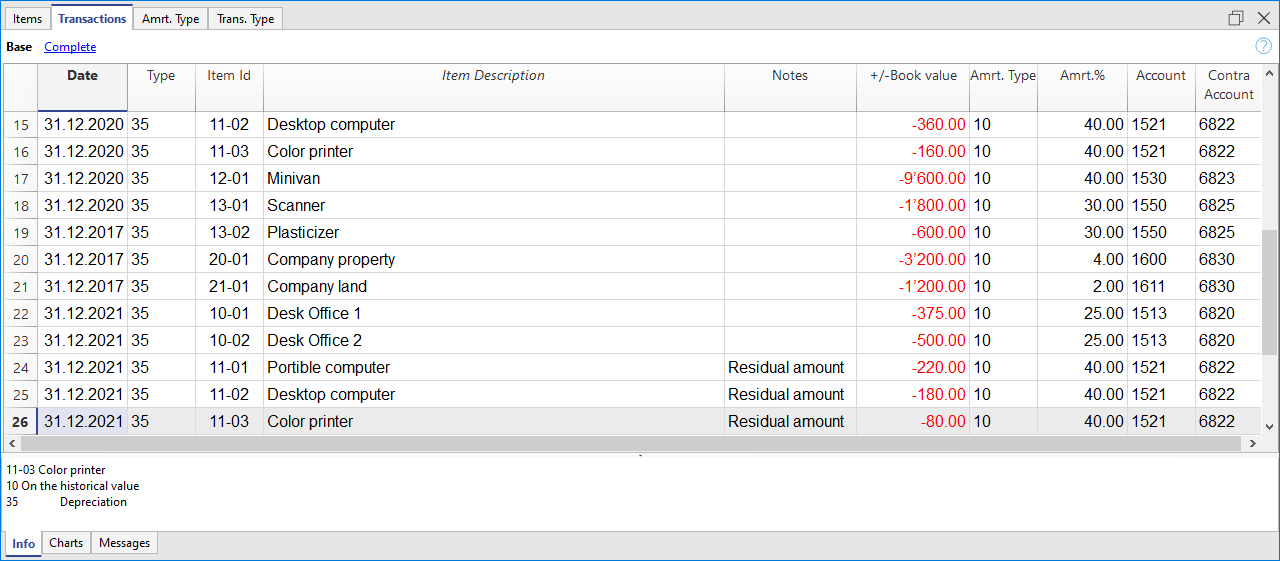 Items Transactions Amrt. Type Trans. Type
Base Complete
Date Type Item Id Item Description Notes +/-Book value Amrt. Type Amrt.% Account Contra Account
15 31.12.2020 35 11-02 Desktop computer -360.00 10 40.00 1521 6822
16 31.12.2020 35 11-03 Color printer -160.00 10 40.00 1521 6822
17 31.12.2020 35 12-01 Minivan -9’600.00 10 40.00 1530 6823
18 31.12.2020 35 13-01 Scanner -1’800.00 10 30.00 1550 6825
19 31.12.2017 35 13-02 Plasticizer -600.00 10 30.00 1550 6825
20 31.12.2017 35 20-01 Company property -3’200.00 10 4.00 1600 6830
21 31.12.2017 35 21-01 Company land -1’200.00 10 2.00 1611 6830
22 31.12.2021 35 10-01 Desk Office 1 -375.00 10 25.00 1513 6820
23 31.12.2021 35 10-02 Desk Office 2 -500.00 10 25.00 1513 6820
24 31.12.2021 35 11-01 Portible computer Residual amount -220.00 10 40.00 1521 6822
25 31.12.2021 35 11-02 Desktop computer Residual amount -180.00 10 40.00 1521 6822
26 31.12.2021 35 11-03 Color printer Residual amount -80.00 10 40.00 1521 6822
11-03 Color printer
10 On the historical value
35 Depreciation
Info Charts Messages